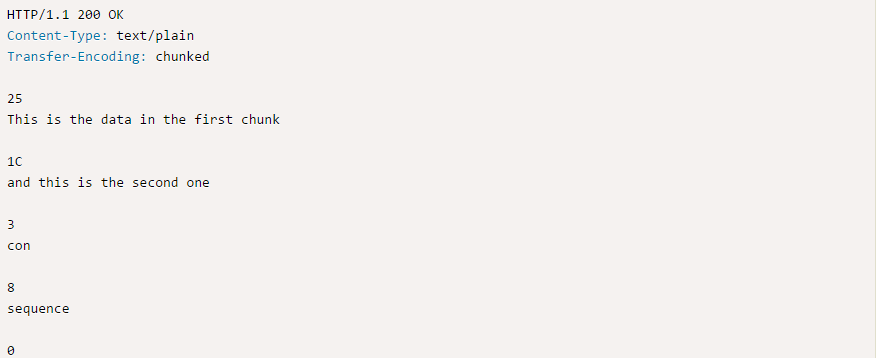 HTTP/1.1 200 OK
Content-Type: text/plain
Transfer-Encoding: chunked
25
This is the data in the first chunk
1C
and this is the second one
3
con
8
sequence
0